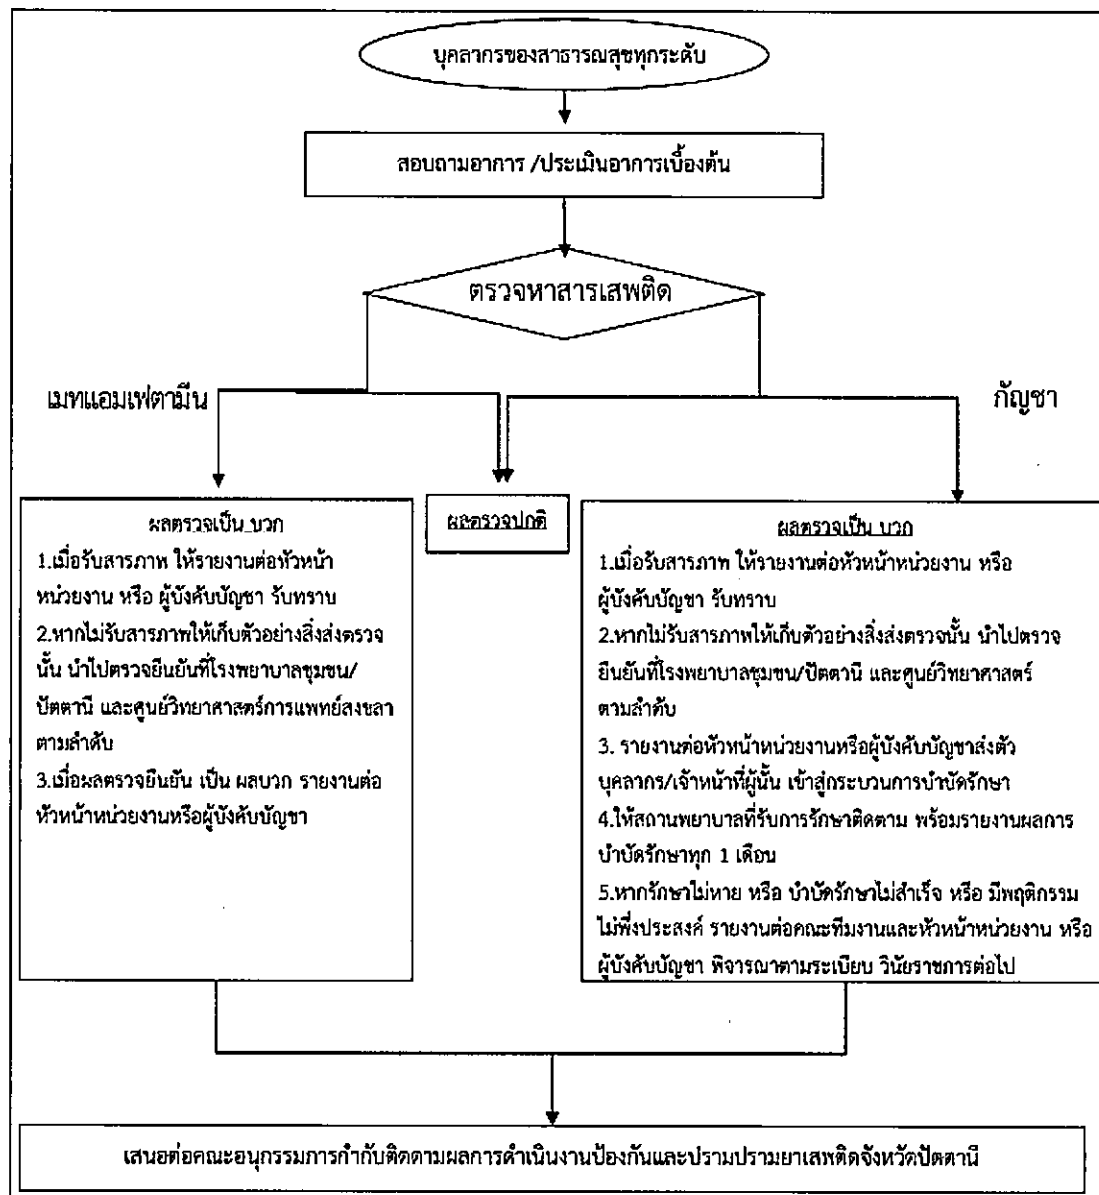 บุคลากรของสาธารณสุขทุกระดับ
สอบถามอาการ /ประเมินอาการเบื้องต้น
ตรวจหาสารเสพติด
เมทแอมเฟตามีน
กัญชา
ผลตรวจเป็น บวก
1.เมื่อรับสารภาพ ให้รายงานต่อหัวหน้า
หน่วยงาน หรือ ผู้บังคับบัญชา รับทราบ
2.หากไม่รับสารภาพให้เก็บตัวอย่างสิ่งส่งตรวจ
นั้น นำไปตรวจยืนยันที่โรงพยาบาลชุมชน/
ปัตตานี และศูนย์วิทยาศาสตร์การแพทย์สงขลา
ตามลำดับ
3.เมื่อผลตรวจยืนยัน เป็น ผลบวก รายงานต่อ
หัวหน้าหน่วยงานหรือผู้บังคับบัญชา
ผลตรวจปกติ
ผลตรวจเป็น บวก
1.เมื่อรับสารภาพ ให้รายงานต่อหัวหน้าหน่วยงาน หรือ
ผู้บังคับบัญชา รับทราบ
2.หากไม่รับสารภาพให้เก็บตัวอย่างสิ่งส่งตรวจนั้น นำไปตรวจ
ยืนยันที่โรงพยาบาลชุมชน/ปัตตานี และศูนย์วิทยาศาสตร์
ตามลำดับ
3. รายงานต่อหัวหน้าหน่วยงานหรือผู้บังคับบัญชาส่งตัว
บุคลากร/เจ้าหน้าที่ผู้นั้น เข้าสู่กระบวนการบำบัดรักษา
4.ให้สถานพยาบาลที่รับการรักษาติดตาม พร้อมรายงานผลการ
บำบัดรักษาทุก 1 เดือน
5.หากรักษาไม่หาย หรือ บำบัดรักษาไม่สำเร็จ หรือ มีพฤติกรรม
ไม่พึงประสงค์ รายงานต่อคณะทีมงานและหัวหน้าหน่วยงาน หรือ
ผู้บังคับบัญชา พิจารณาตามระเบียบ วินัยราชการต่อไป
เสนอต่อคณะอนุกรรมการกำกับติดตามผลการดำเนินงานป้องกันและปรามปรามยาเสพติดจังหวัดปัตตานี